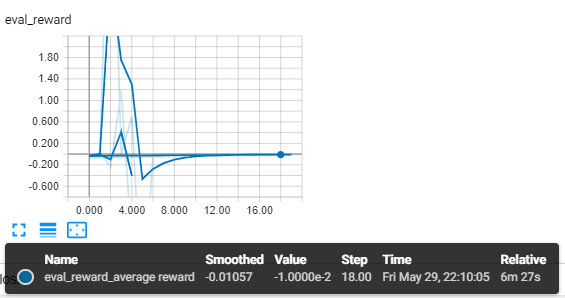 eval_reward
1.80
1.40
1.00
0.600
0.200
-0.200
-0.600
0.000 4.000 8.000 12.00 16.00
Name Smoothed Value Step Time Relative
eval_reward_average reward -0.01057 -1.0000e-2 18.00 Fri May 29, 22:10:05 6m 27s